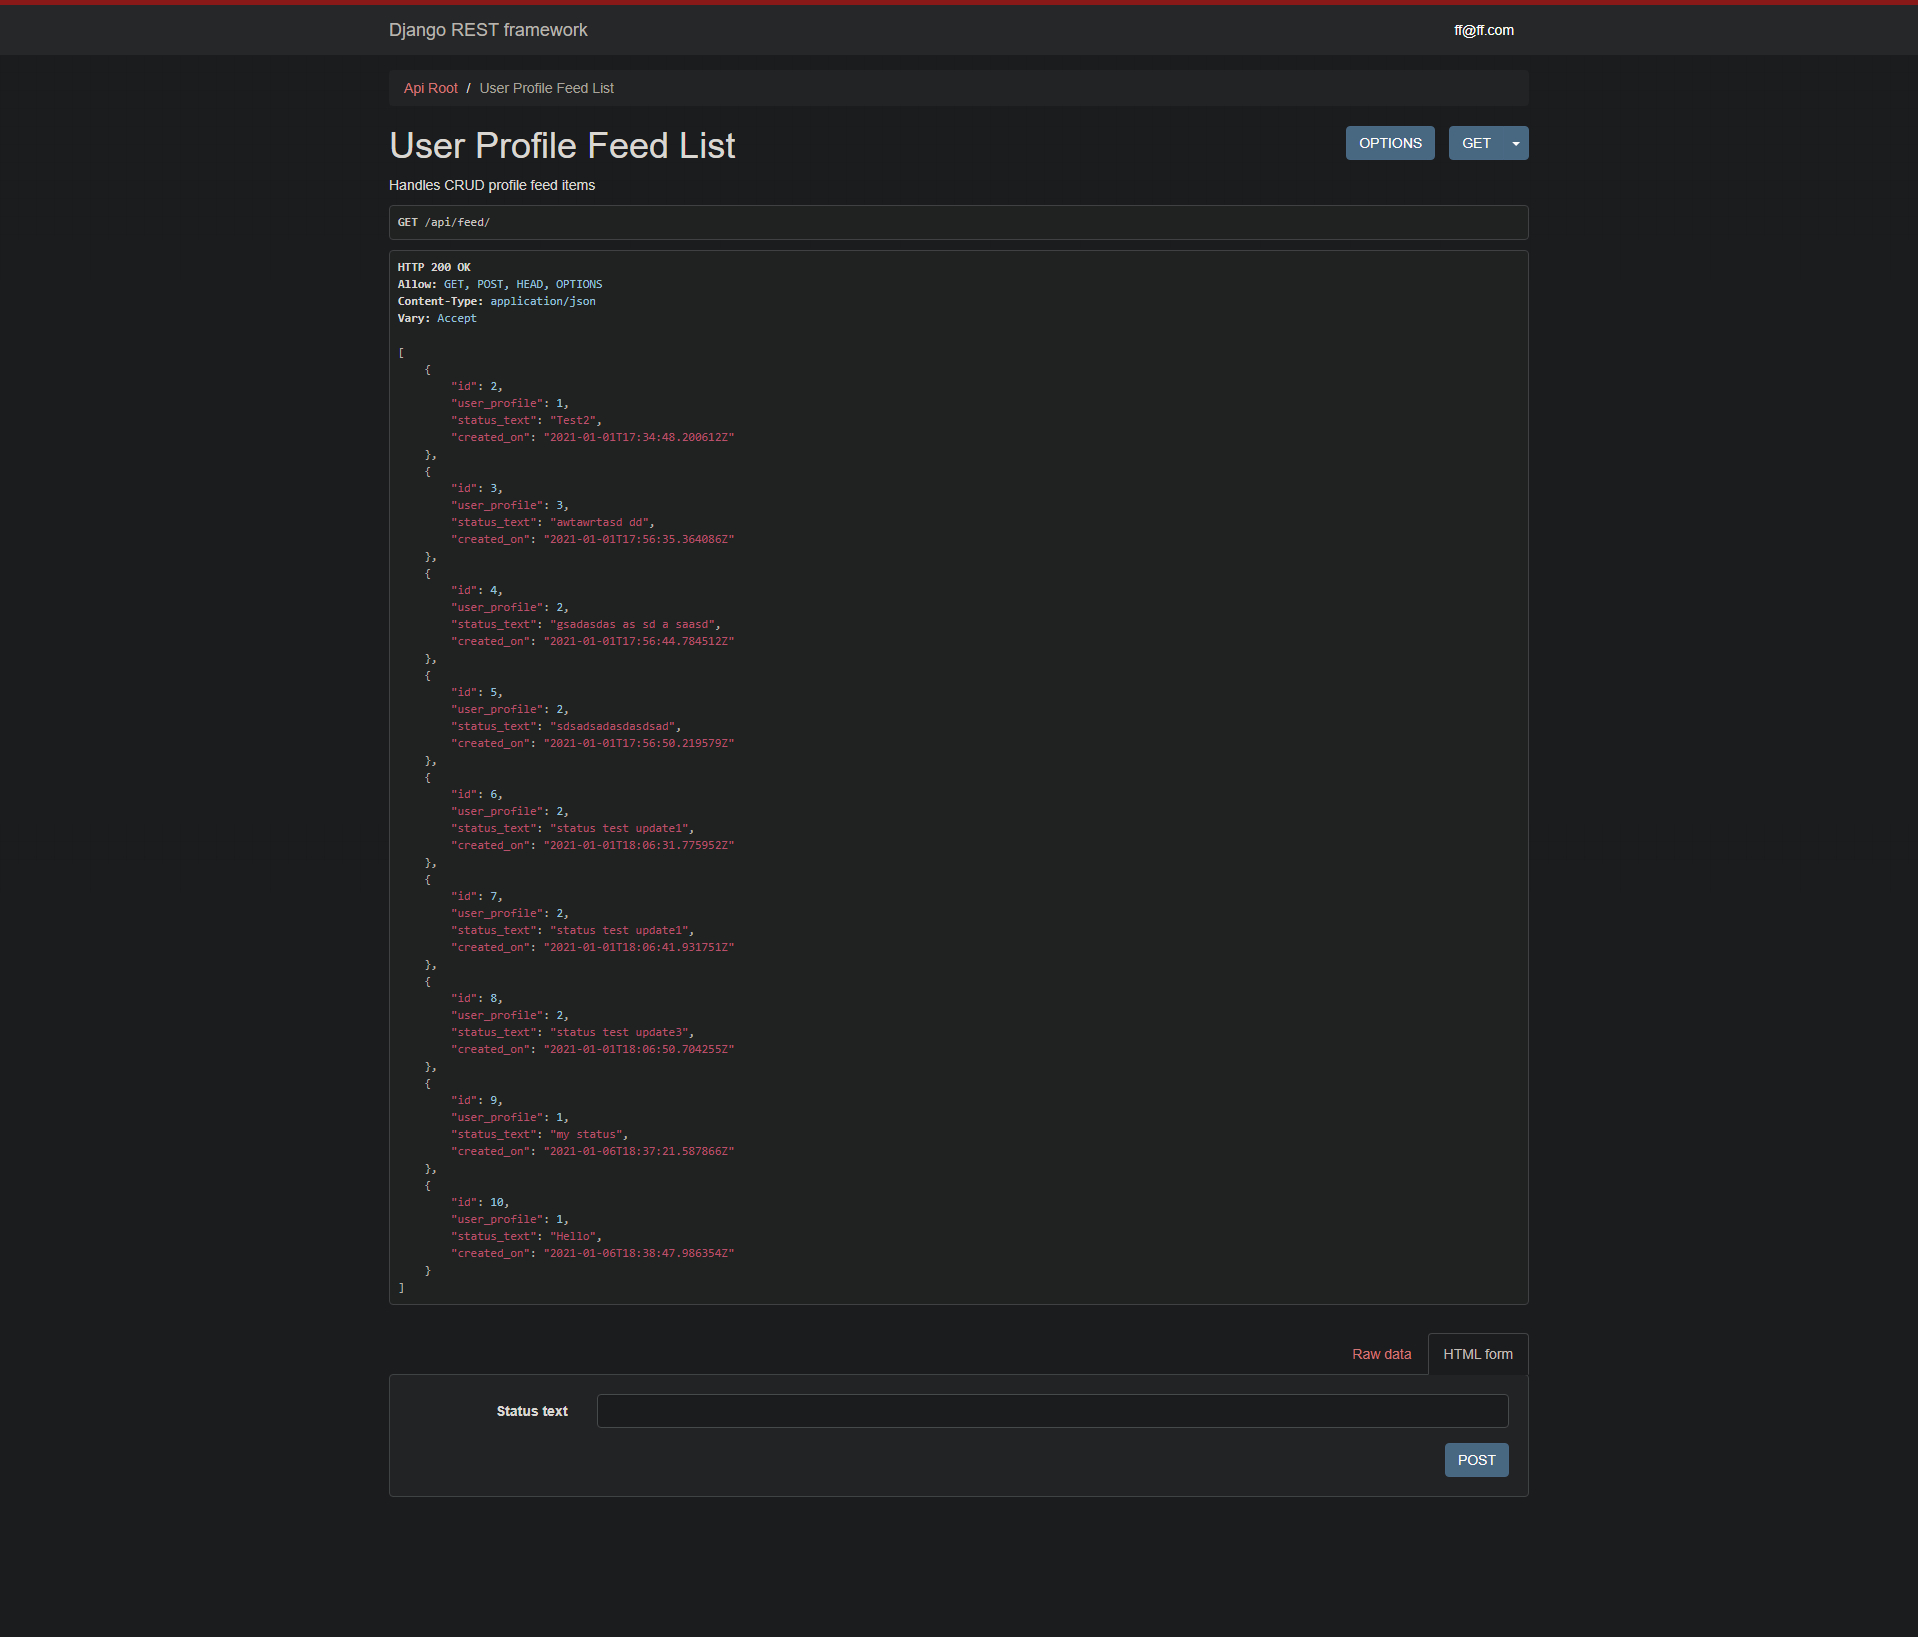 Django REST framework
ff@ff.com
Api Root / User Profile Feed List
User Profile Feed List
OPTIONS
GET
Handles CRUD profile feed items
GET /api/feed/
HTTP 200 OK
Allow: GET, POST, HEAD, OPTIONS
Content-Type: application/json
Vary: Accept
[
    {
        "id": 2,
        "user_profile": 1,
        "status_text": "Test2",
        "created_on": "2021-01-01T17:34:48.200612Z"
    },
    {
        "id": 3,
        "user_profile": 3,
        "status_text": "awtawrtasd dd",
        "created_on": "2021-01-01T17:56:35.364086Z"
    },
    {
        "id": 4,
        "user_profile": 2,
        "status_text": "gsadasdas as sd a saasd",
        "created_on": "2021-01-01T17:56:44.784512Z"
    },
    {
        "id": 5,
        "user_profile": 2,
        "status_text": "sdsadsadasdasdsad",
        "created_on": "2021-01-01T17:56:50.219579Z"
    },
    {
        "id": 6,
        "user_profile": 2,
        "status_text": "status test update1",
        "created_on": "2021-01-01T18:06:31.775952Z"
    },
    {
        "id": 7,
        "user_profile": 2,
        "status_text": "status test update1",
        "created_on": "2021-01-01T18:06:41.931751Z"
    },
    {
        "id": 8,
        "user_profile": 2,
        "status_text": "status test update3",
        "created_on": "2021-01-01T18:06:50.704255Z"
    },
    {
        "id": 9,
        "user_profile": 1,
        "status_text": "my status",
        "created_on": "2021-01-06T18:37:21.587866Z"
    },
    {
        "id": 10,
        "user_profile": 1,
        "status_text": "Hello",
        "created_on": "2021-01-06T18:38:47.986354Z"
    }
]
Raw data
HTML form
Status text
POST